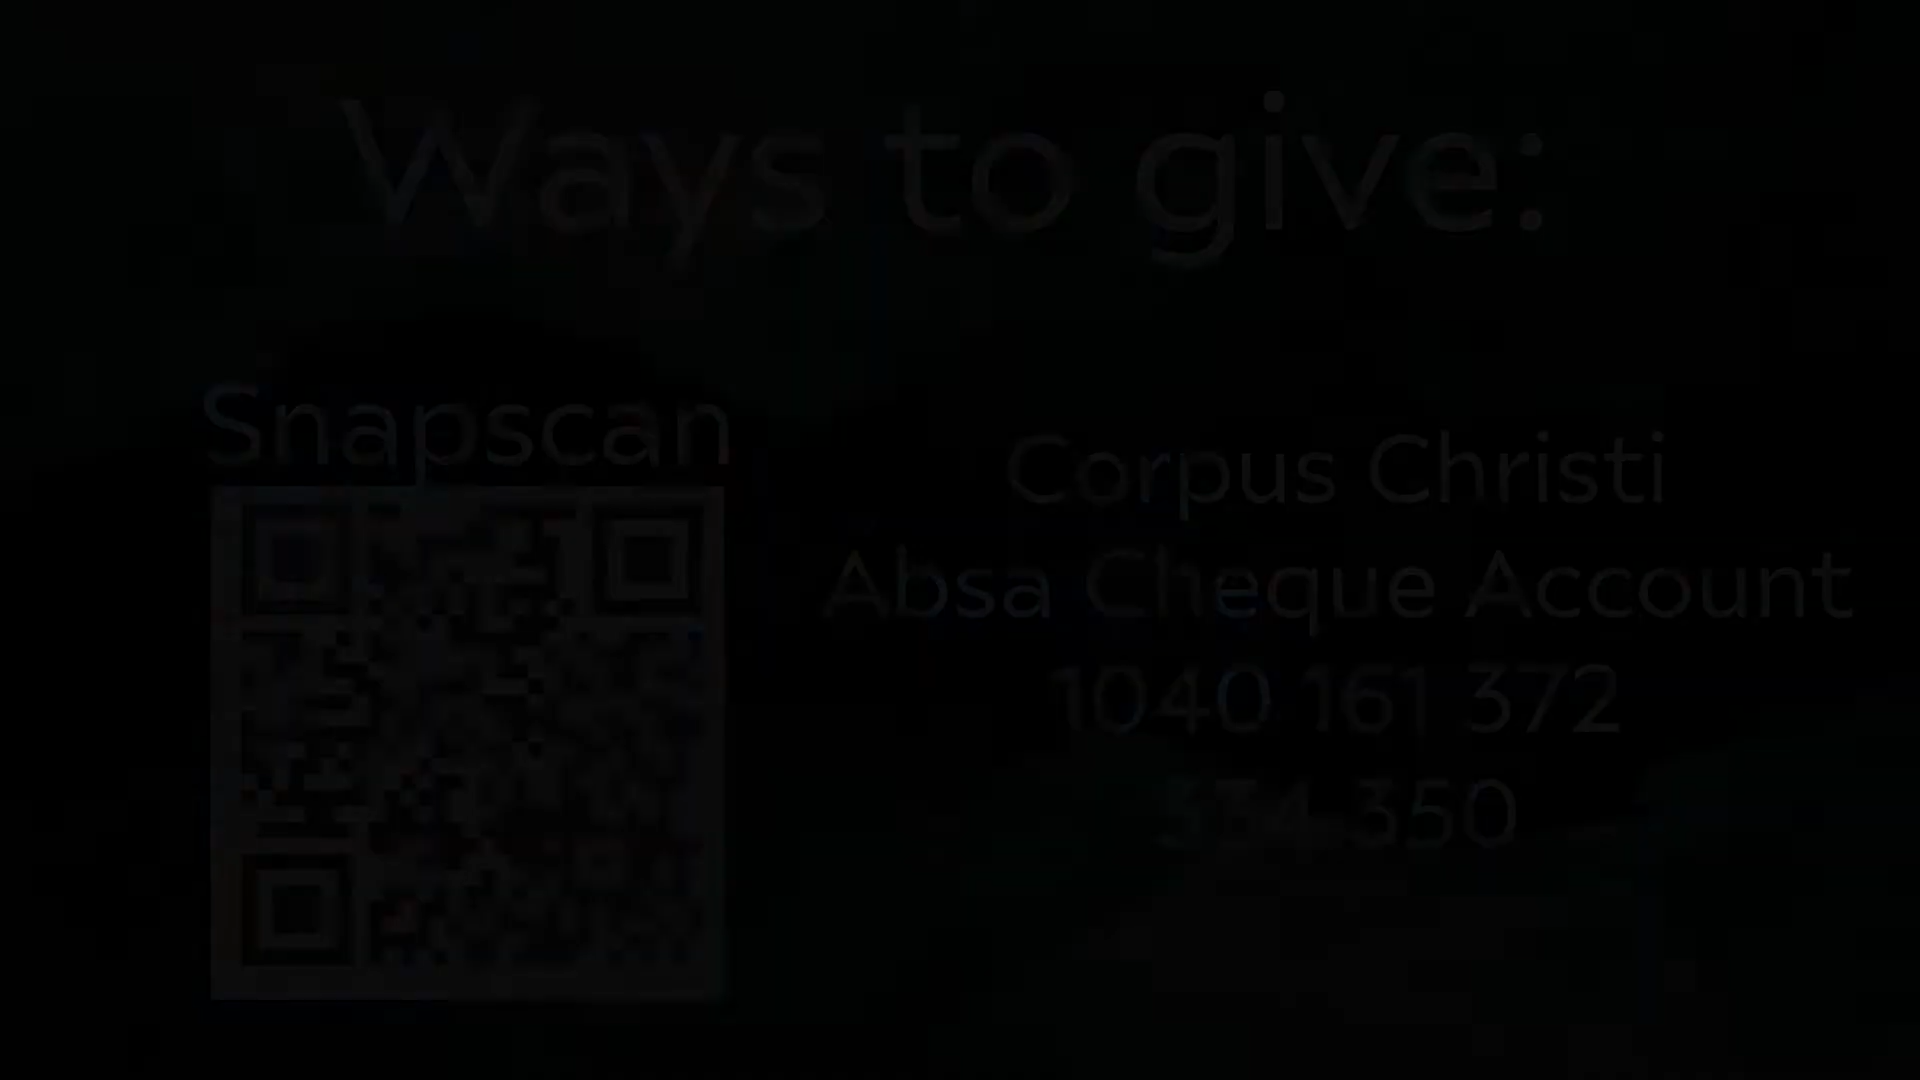 Ways to give:
Snapscan
Corpus Christi
Absa Cheque Account
1040 161 372
334 350